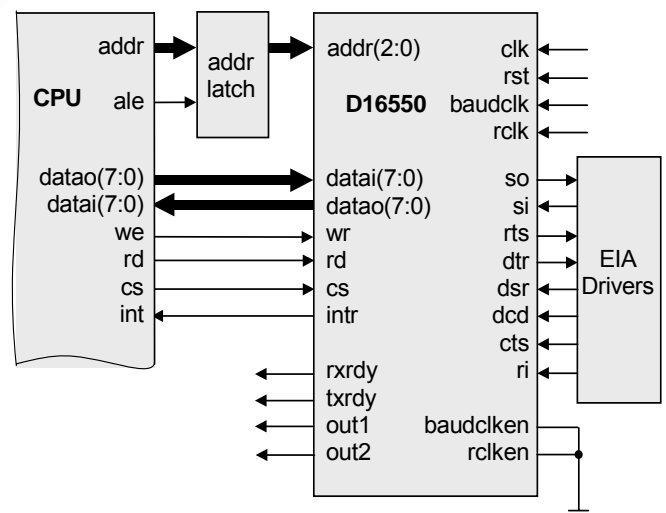 addr
CPU
ale
datao(7:0)
datai(7:0)
we
rd
cs
int
addr
latch
addr(2:0)
D16550
datai(7:0)
datao(7:0)
wr
rd
cs
intr
rxrdy
txrdy
out1
out2
clk
rst
baudclk
rclk
so
si
rts
dtr
dsr
dcd
cts
ri
baudclken
rclken
EIA
Drivers